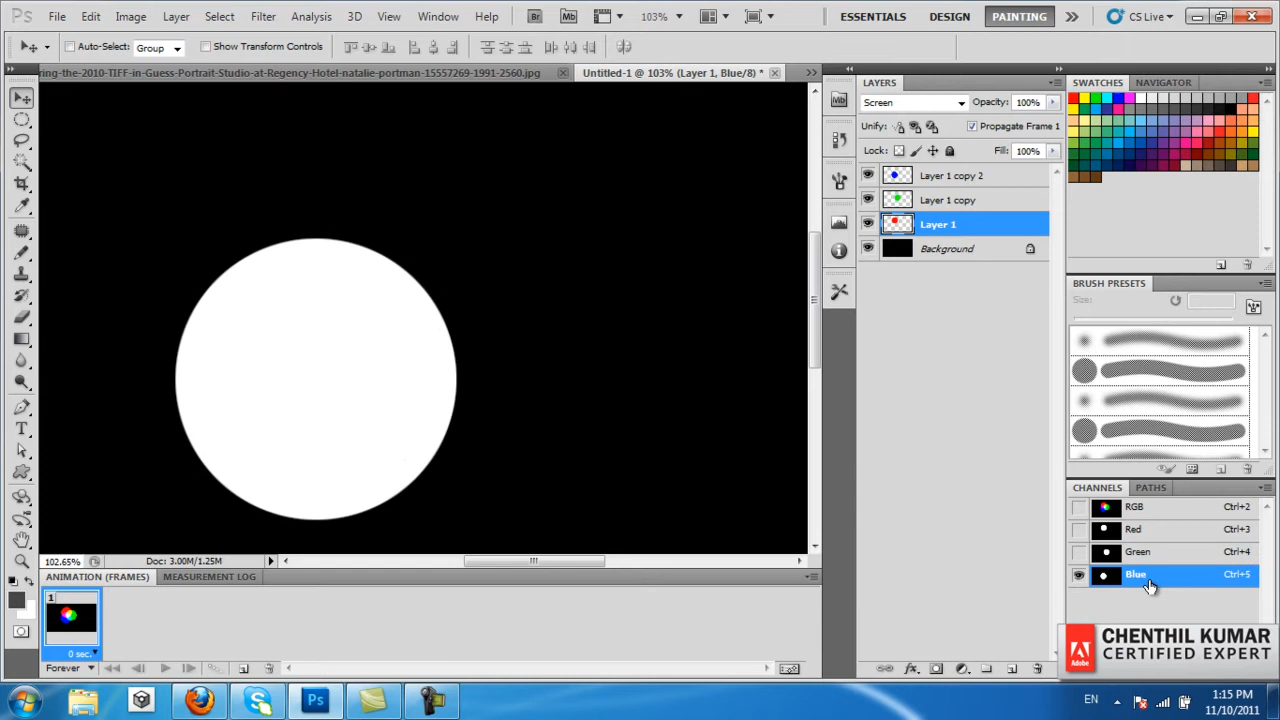 Ps File Edit Image Layer Select Filter Analysis 3D View Window Help Br Mb 103% ESSENTIALS DESIGN PAINTING CS Live
Auto-Select: Group Show Transform Controls
ring-the-2010-TIFF-in-Guess-Portrait-Studio-at-Regency-Hotel-natalie-portman-15557269-1991-2560.jpg Untitled-1 @ 103% (Layer 1, Blue/8) *
LAYERS
Screen Opacity: 100%
Unify: Propagate Frame 1
Lock: Fill: 100%
Layer 1 copy 2
Layer 1 copy
Layer 1
Background
Mb
SWATCHES NAVIGATOR
BRUSH PRESETS
Size:
CHANNELS PATHS
RGB Ctrl+2
Red Ctrl+3
Green Ctrl+4
Blue Ctrl+5
102.65% Doc: 3.00M/1.25M
ANIMATION (FRAMES) MEASUREMENT LOG
1
0 sec.
Forever
Adobe
CHENTHIL KUMAR
CERTIFIED EXPERT
Ps
EN
1:15 PM
11/10/2011